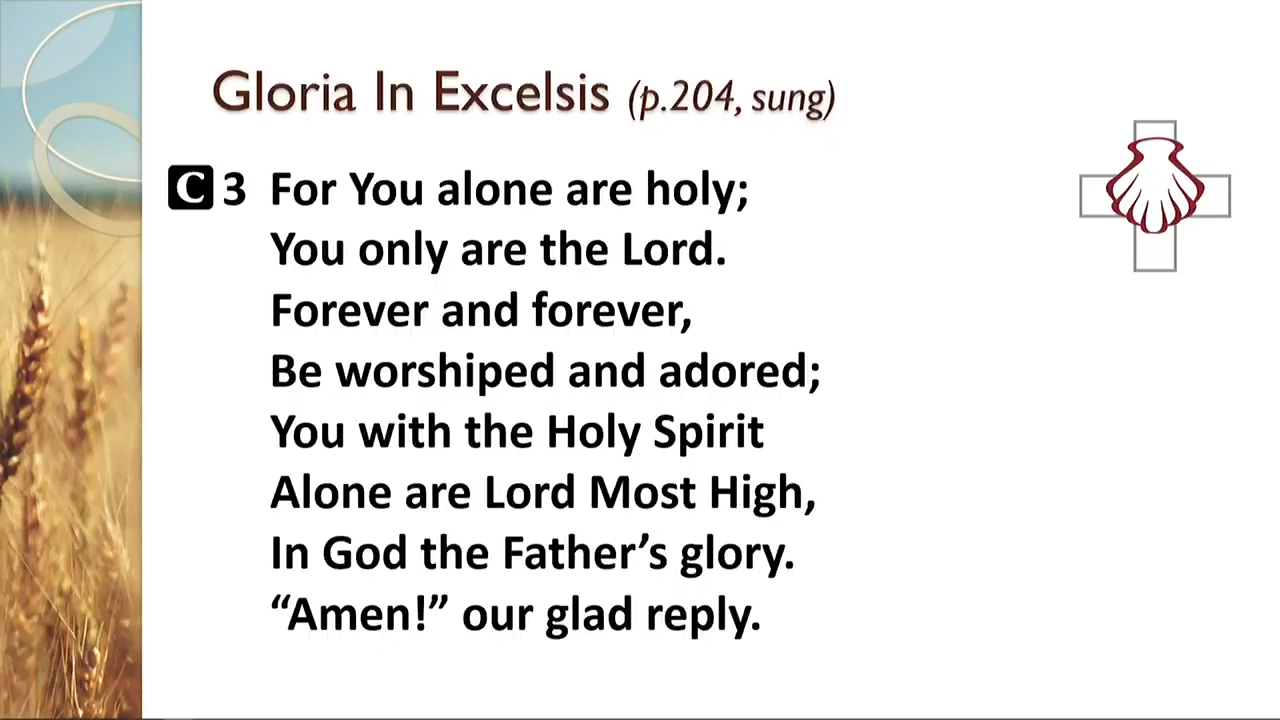 Gloria In Excelsis (p.204, sung)
C 3 For You alone are holy;
You only are the Lord.
Forever and forever,
Be worshiped and adored;
You with the Holy Spirit
Alone are Lord Most High,
In God the Father’s glory.
“Amen!” our glad reply.